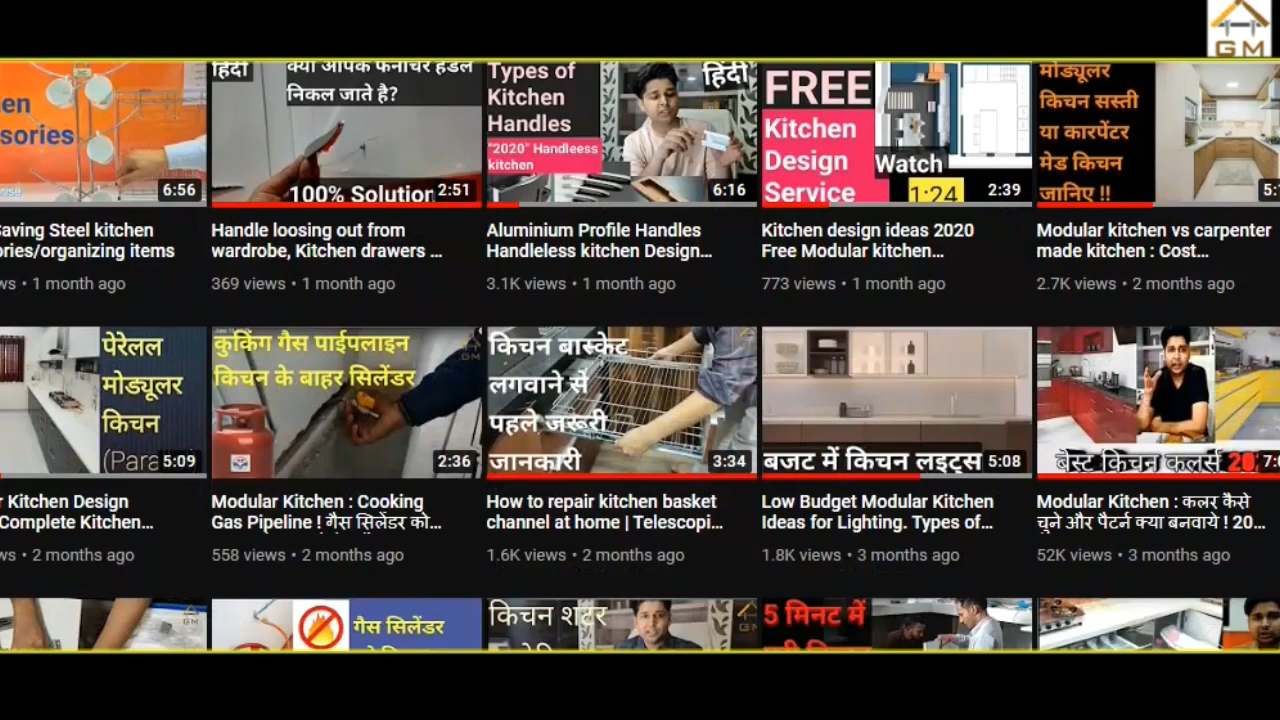 GM
en
sories
6:56
हिंदी
क्या आपके फर्नीचर हैंडल
निकल जाते है?
100% Solution
2:51
Types of
Kitchen
Handles
"2020" Handleess
kitchen
हिंदी
6:16
FREE
Kitchen
Design
Service
Watch
1:24
2:39
मोड्यूलर
किचन सस्ती
या कारपेंटर
मेड किचन
जानिए !!
5:
Saving Steel kitchen
ories/organizing items
ws • 1 month ago
Handle loosing out from
wardrobe, Kitchen drawers ...
369 views • 1 month ago
Aluminium Profile Handles
Handleless kitchen Design...
3.1K views • 1 month ago
Kitchen design ideas 2020
Free Modular kitchen...
773 views • 1 month ago
Modular kitchen vs carpenter
made kitchen : Cost...
2.7K views • 2 months ago
पेरेलल
मोड्यूलर
किचन
(Para
5:09
कुकिंग गैस पाईपलाइन
किचन के बाहर सिलेंडर
GM
2:36
किचन बास्केट
लगवाने से
पहले जरूरी
जानकारी
3:34
बजट में किचन लइट्स
5:08
बेस्ट किचन कलर्स 20
7:
r Kitchen Design
Complete Kitchen...
ws • 2 months ago
Modular Kitchen : Cooking
Gas Pipeline ! गैस सिलेंडर को...
558 views • 2 months ago
How to repair kitchen basket
channel at home | Telescopi...
1.6K views • 2 months ago
Low Budget Modular Kitchen
Ideas for Lighting. Types of...
1.8K views • 3 months ago
Modular Kitchen : कलर कैसे
चुने और पैटर्न क्या बनवाये ! 20...
52K views • 3 months ago
GM
गैस सिलेंडर
किचन शटर
5 मिनट में